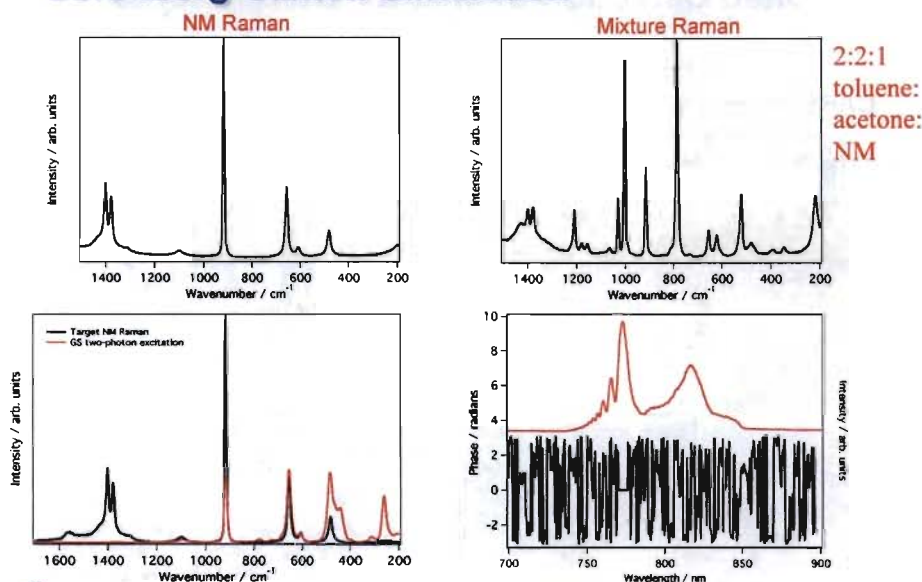 NM Raman
Mixture Raman
2:2:1
toluene:
acetone:
NM
Intensity / arb. units
1400 1200 1000 800 600 400 200
Wavenumber / cm⁻¹
Intensity / arb. units
1400 1200 1000 800 600 400 200
Wavenumber / cm⁻¹
Target NM Raman
GS two-photon excitation
Intensity / arb. units
1600 1400 1200 1000 800 600 400 200
Wavenumber / cm⁻¹
10
8
6
4
2
0
-2
Phase / radians
Intensity / arb. units
700 750 800 850 900
Wavelength / nm